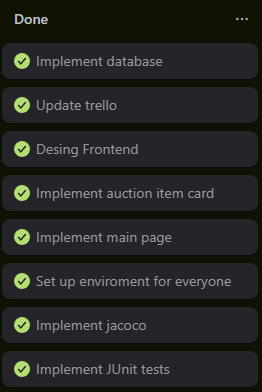 Done
Implement database
Update trello
Desing Frontend
Implement auction item card
Implement main page
Set up enviroment for everyone
Implement jacoco
Implement JUnit tests